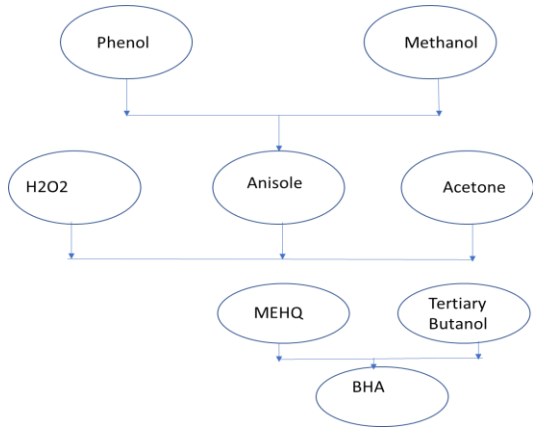 Phenol
Methanol
H2O2
Anisole
Acetone
MEHQ
Tertiary
Butanol
BHA